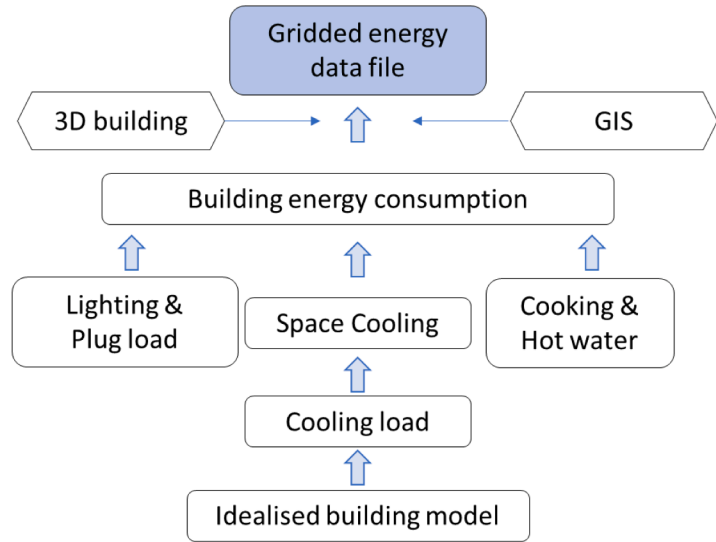 Gridded energy
data file
3D building
GIS
Building energy consumption
Lighting &
Plug load
Space Cooling
Cooking &
Hot water
Cooling load
Idealised building model